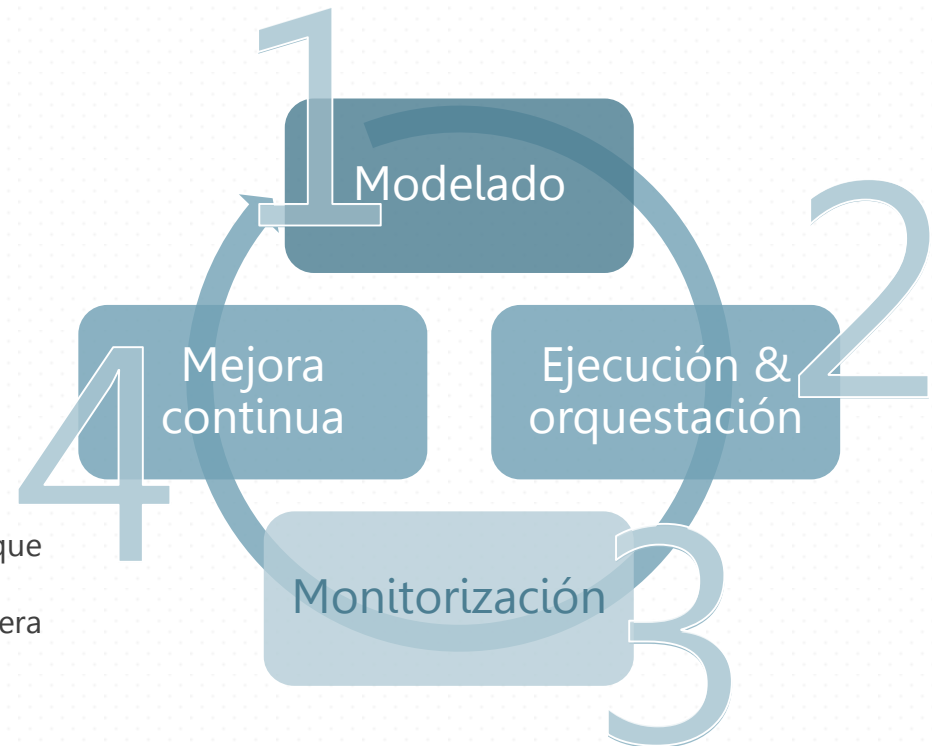 1
Modelado
2
Ejecución &
orquestación
3
Monitorización
4
Mejora
continua
que
era